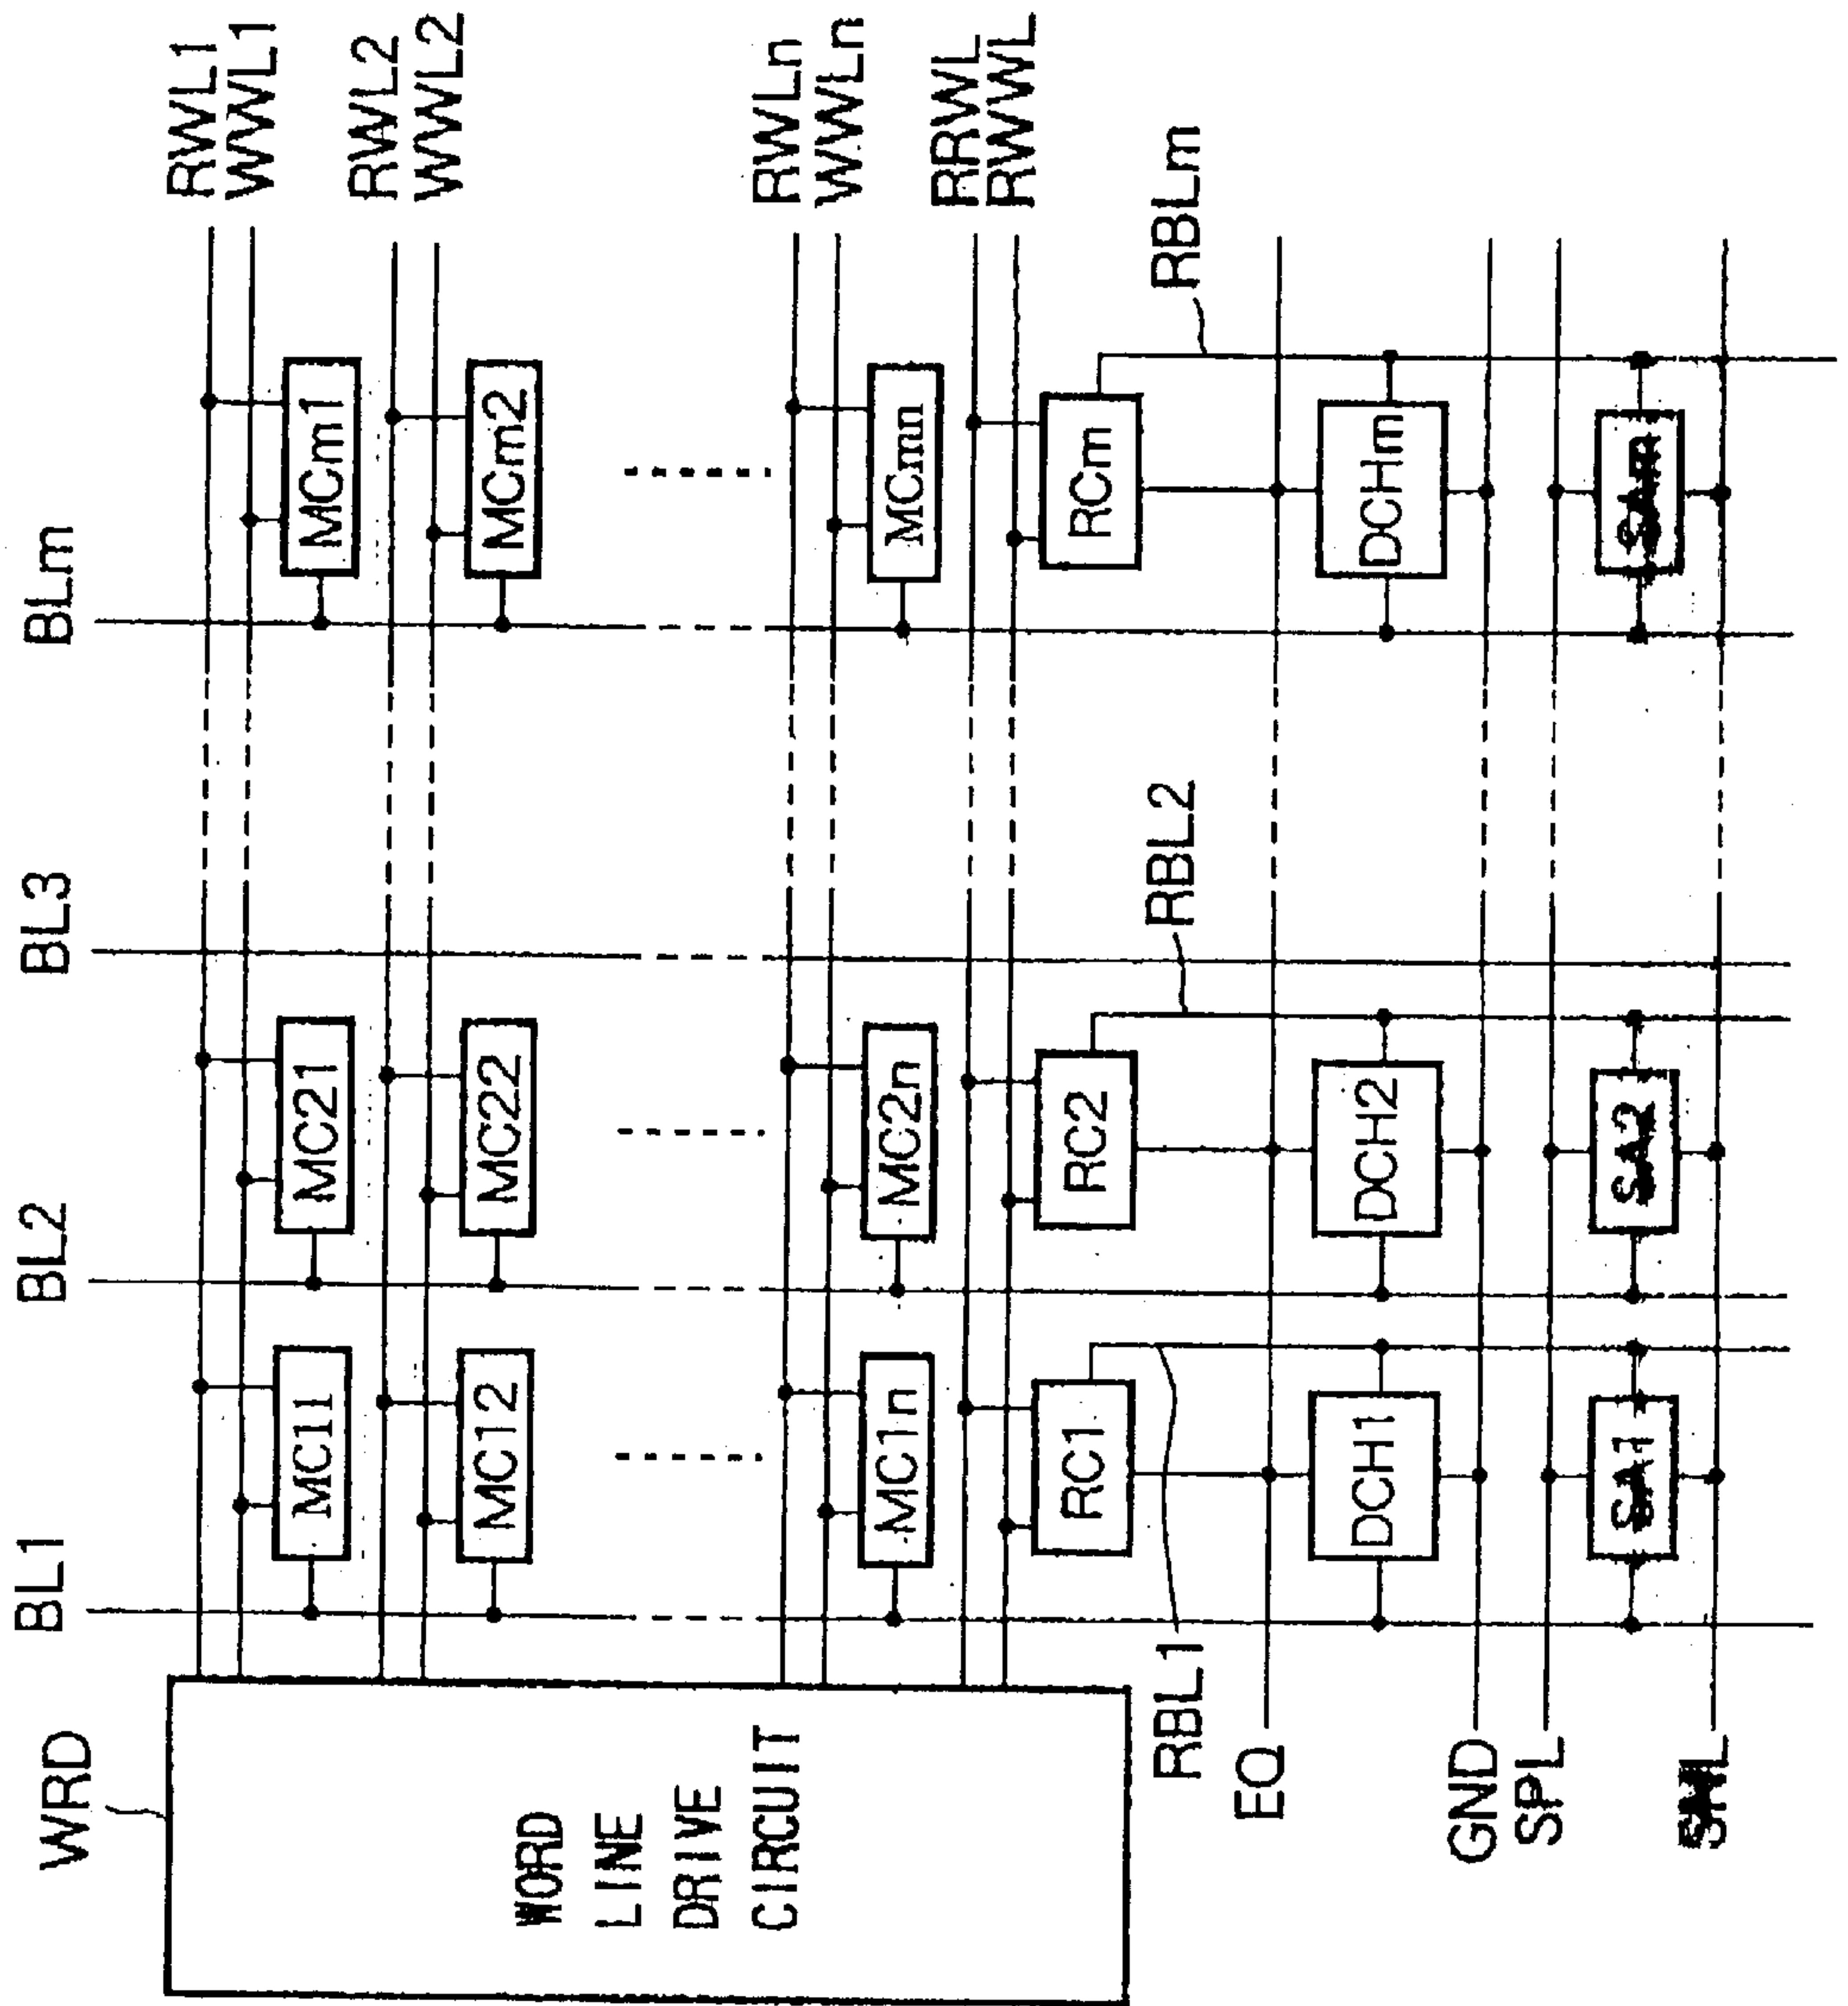 WRD
BL1
BL2
BL3
BLm
WORD
LINE
DRIVE
CIRCUIT
RWL1
WWL1
MC11
MC21
MCm1
RWL2
WWL2
MC12
MC22
MCm2
RWLn
WWLn
MC1n
MC2n
MCmn
RRWL
RWWL
RC1
RC2
RCm
RBL1
RBL2
RBLm
EQ
DCH1
DCH2
DCHm
GND
SPL
SA1
SA2
SAm